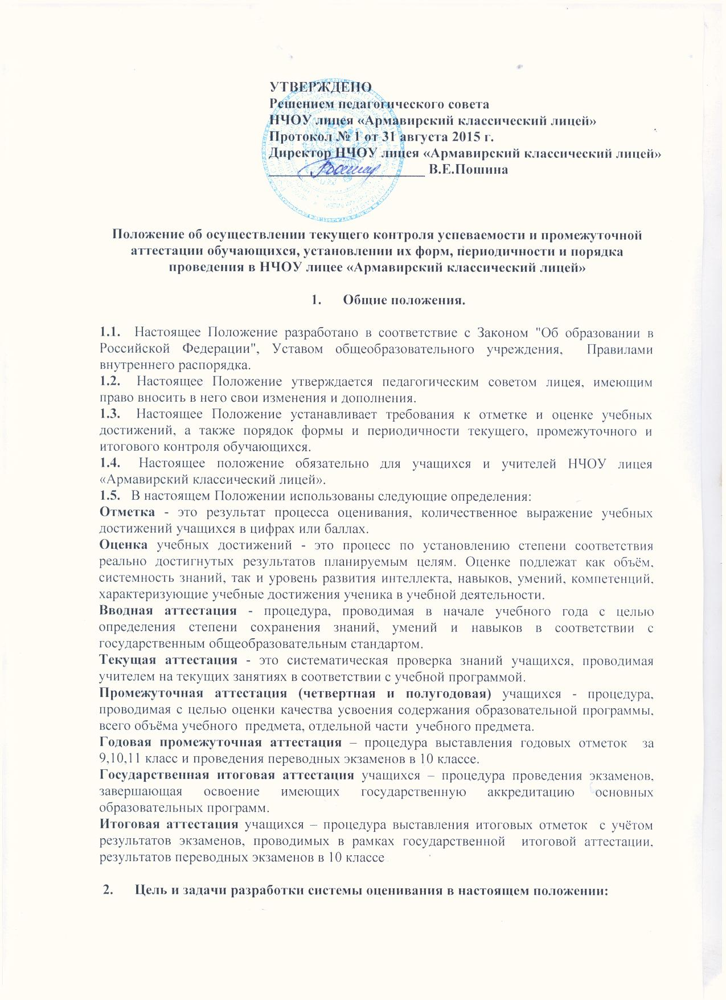 УТВЕРЖДЕНО
Решением педагогического совета
НЧОУ лицея «Армавирский классический лицей»
Протокол № 1 от 31 августа 2015 г.
Директор НЧОУ лицея «Армавирский классический лицей»
В.Е.Пошина
Положение об осуществлении текущего контроля успеваемости и промежуточной
аттестации обучающихся, установлении их форм, периодичности и порядка
проведения в НЧОУ лицее «Армавирский классический лицей»
1. Общие положения.
1.1. Настоящее Положение разработано в соответствие с Законом "Об образовании в
Российской Федерации", Уставом общеобразовательного учреждения, Правилами
внутреннего распорядка.
1.2. Настоящее Положение утверждается педагогическим советом лицея, имеющим
право вносить в него свои изменения и дополнения.
1.3. Настоящее Положение устанавливает требования к отметке и оценке учебных
достижений, а также порядок формы и периодичности текущего, промежуточного и
итогового контроля обучающихся.
1.4. Настоящее положение обязательно для учащихся и учителей НЧОУ лицея
«Армавирский классический лицей».
1.5. В настоящем Положении использованы следующие определения:
Отметка - это результат процесса оценивания, количественное выражение учебных
достижений учащихся в цифрах или баллах.
Оценка учебных достижений - это процесс по установлению степени соответствия
реально достигнутых результатов планируемым целям. Оценке подлежат как объём,
системность знаний, так и уровень развития интеллекта, навыков, умений, компетенций,
характеризующие учебные достижения ученика в учебной деятельности.
Вводная аттестация - процедура, проводимая в начале учебного года с целью
определения степени сохранения знаний, умений и навыков в соответствии с
государственным общеобразовательным стандартом.
Текущая аттестация - это систематическая проверка знаний учащихся, проводимая
учителем на текущих занятиях в соответствии с учебной программой.
Промежуточная аттестация (четвертная и полугодовая) учащихся - процедура,
проводимая с целью оценки качества усвоения содержания образовательной программы,
всего объёма учебного предмета, отдельной части учебного предмета.
Годовая промежуточная аттестация – процедура выставления годовых отметок за
9,10,11 класс и проведения переводных экзаменов в 10 классе.
Государственная итоговая аттестация учащихся – процедура проведения экзаменов,
завершающая освоение имеющих государственную аккредитацию основных
образовательных программ.
Итоговая аттестация учащихся – процедура выставления итоговых отметок с учётом
результатов экзаменов, проводимых в рамках государственной итоговой аттестации,
результатов переводных экзаменов в 10 классе
2. Цель и задачи разработки системы оценивания в настоящем положении: